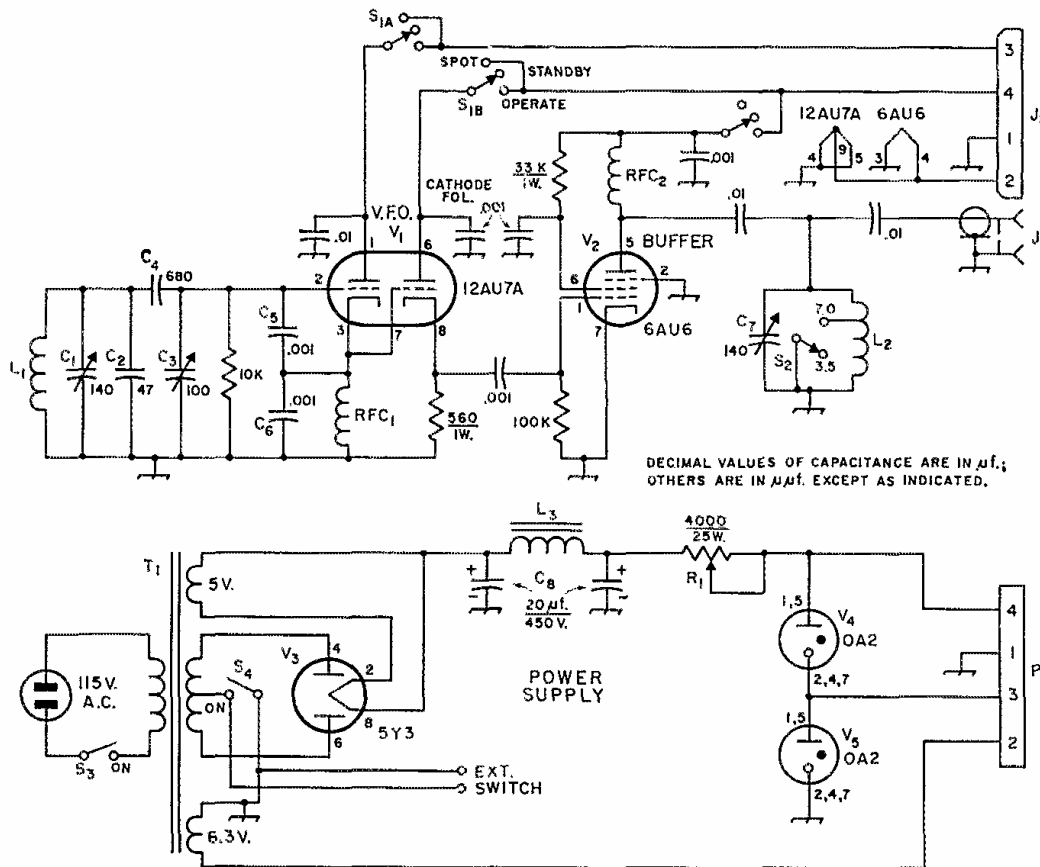 S1A
3
SPOT
STANDBY
S1B
OPERATE
4
12AU7A 6AU6
J
4 9 5
3 4
1
2
33K
1W.
RFC2
.001
CATHODE
FOL.
.001
.01
V.F.O.
V1
1
6
.01
V2
5
BUFFER
2
.01
C4
680
2
12AU7A
6
1
J
3
7
8
7
6AU6
C5
.001
L1
C1
140
C2
47
C3
100
10K
.001
C6
RFC1
560
1W.
.001
100K
C7
140
7.0
S2
3.5
L2
DECIMAL VALUES OF CAPACITANCE ARE IN µf.;
OTHERS ARE IN µµf. EXCEPT AS INDICATED.
L3
4000
25W.
T1
5V.
+
-
C8
+
-
R1
20 µf.
450V.
1,5
V4
OA2
4
V3
4
2
S4
2,4,7
1
P
115V.
A.C.
ON
POWER
SUPPLY
3
8
5Y3
6
1,5
V5
OA2
2
S3
ON
EXT.
SWITCH
2,4,7
6.3V.